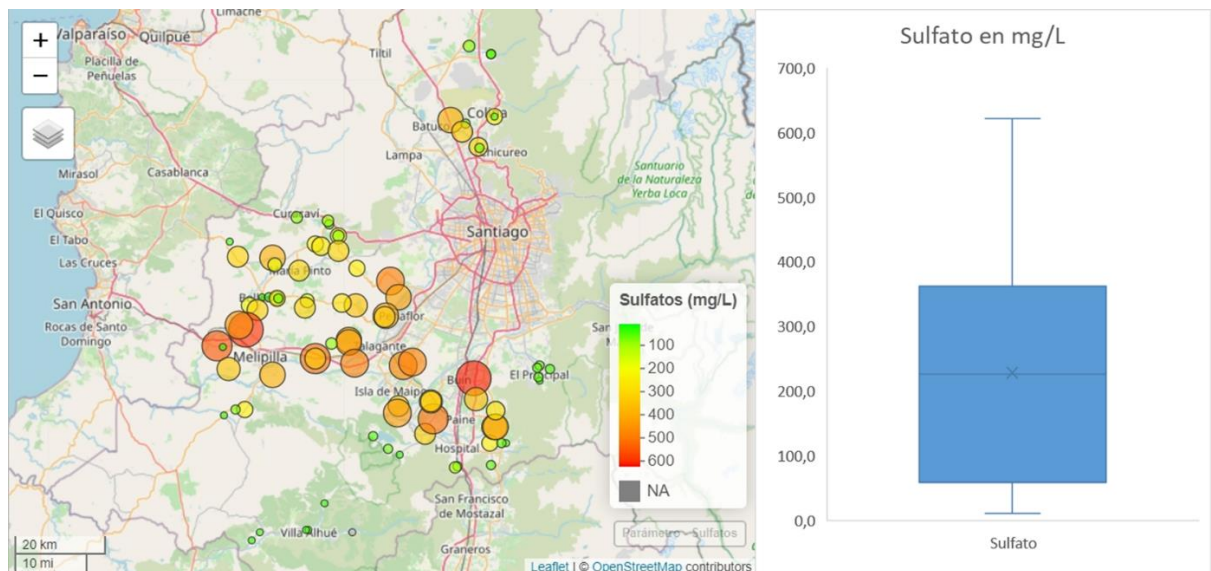 Limache
Valparaíso
Quilpué
Placilla de
Peñuelas
Tiltil
Colina
Batuco
Lampa
Chicureo
Santuario
de la Naturaleza
Yerba Loca
Casablanca
Mirasol
Curacaví
El Quisco
El Tabo
Santiago
Las Cruces
María Pinto
San Antonio
Rocas de Santo
Domingo
Peñaflor
Talagante
Melipilla
Isla de Maipo
Buin
El Principal
Paine
Hospital
San Francisco
de Mostazal
Villa Alhué
Graneros
+
−
20 km
10 mi
Sulfatos (mg/L)
100
200
300
400
500
600
NA
Parámetro - Sulfatos
Leaflet | © OpenStreetMap contributors
Sulfato en mg/L
700,0
600,0
500,0
400,0
300,0
200,0
100,0
0,0
Sulfato